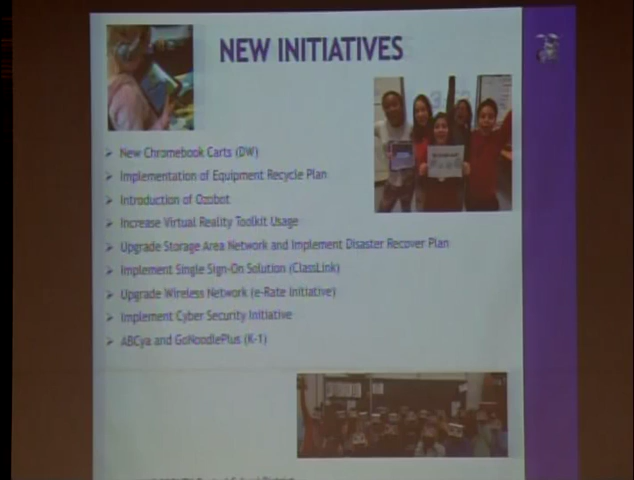 NEW INITIATIVES
➢ New Chromebook Carts (DW)
➢ Implementation of Equipment Recycle Plan
➢ Introduction of Ozobot
➢ Increase Virtual Reality Toolkit Usage
➢ Upgrade Storage Area Network and Implement Disaster Recover Plan
➢ Implement Single Sign-On Solution (ClassLink)
➢ Upgrade Wireless Network (e-Rate Initiative)
➢ Implement Cyber Security Initiative
➢ ABCya and GoNoodlePlus (K-1)